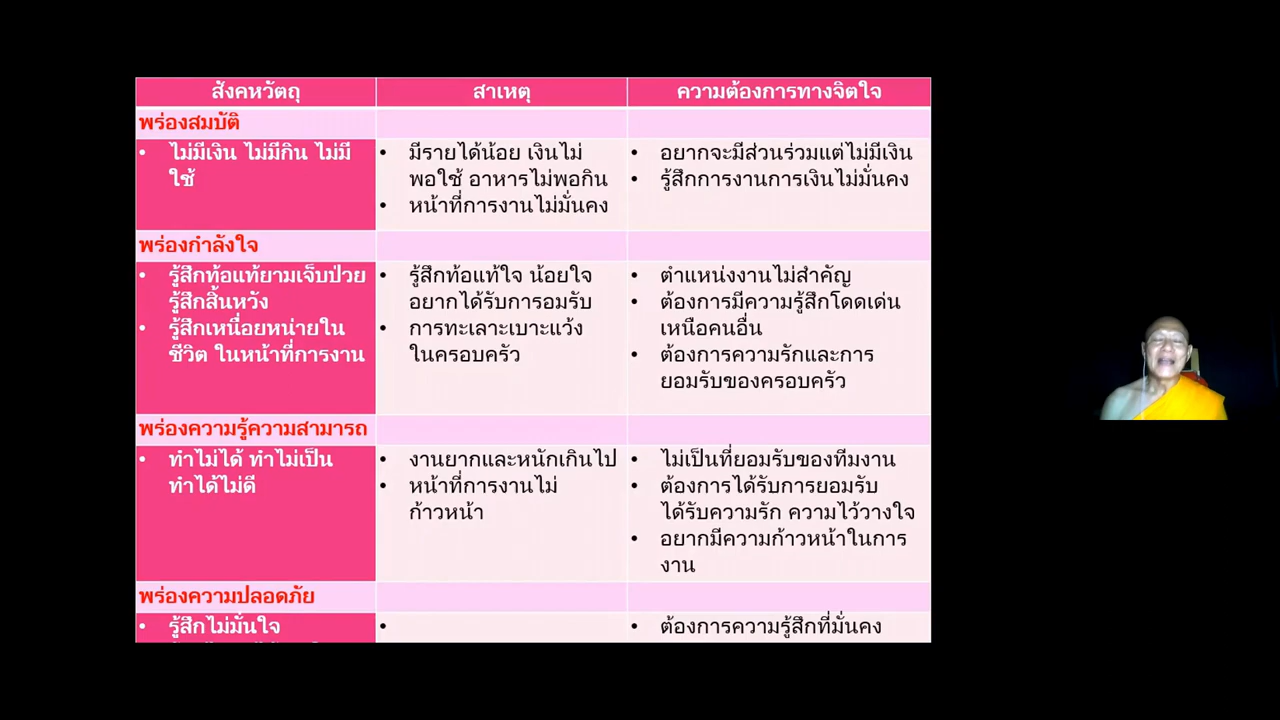 สังคหวัตถุ สาเหตุ ความต้องการทางจิตใจ
พร่องสมบัติ
• ไม่มีเงิน ไม่มีกิน ไม่มี
ใช้
• มีรายได้น้อย เงินไม่
พอใช้ อาหารไม่พอกิน
• หน้าที่การงานไม่มั่นคง
• อยากจะมีส่วนร่วมแต่ไม่มีเงิน
• รู้สึกการงานการเงินไม่มั่นคง
พร่องกำลังใจ
• รู้สึกท้อแท้ยามเจ็บป่วย
รู้สึกสิ้นหวัง
• รู้สึกเหนื่อยหน่ายใน
ชีวิต ในหน้าที่การงาน
• รู้สึกท้อแท้ใจ น้อยใจ
อยากได้รับการอมรับ
• การทะเลาะเบาะแว้ง
ในครอบครัว
• ตำแหน่งงานไม่สำคัญ
• ต้องการมีความรู้สึกโดดเด่น
เหนือคนอื่น
• ต้องการความรักและการ
ยอมรับของครอบครัว
พร่องความรู้ความสามารถ
• ทำไม่ได้ ทำไม่เป็น
ทำได้ไม่ดี
• งานยากและหนักเกินไป
• หน้าที่การงานไม่
ก้าวหน้า
• ไม่เป็นที่ยอมรับของทีมงาน
• ต้องการได้รับการยอมรับ
ได้รับความรัก ความไว้วางใจ
• อยากมีความก้าวหน้าในการ
งาน
พร่องความปลอดภัย
• รู้สึกไม่มั่นใจ
•
• ต้องการความรู้สึกที่มั่นคง